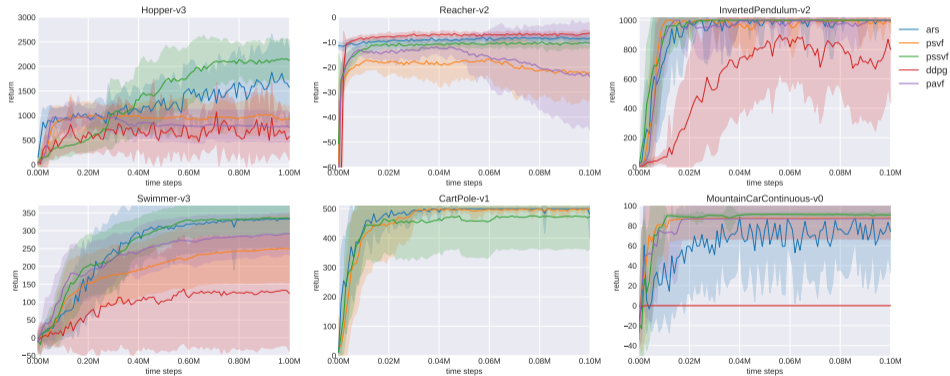 Hopper-v3
3000
2500
2000
1500
1000
500
0
return
0.00M 0.20M 0.40M 0.60M 0.80M 1.00M
time steps
Reacher-v2
0
−10
−20
−30
−40
−50
−60
return
0.00M 0.02M 0.04M 0.06M 0.08M 0.10M
time steps
InvertedPendulum-v2
1000
800
600
400
200
0
return
0.00M 0.02M 0.04M 0.06M 0.08M 0.10M
time steps
ars
psvf
pssvf
ddpg
pavf
Swimmer-v3
350
300
250
200
150
100
50
0
−50
return
0.00M 0.20M 0.40M 0.60M 0.80M 1.00M
time steps
CartPole-v1
500
400
300
200
100
0
return
0.00M 0.02M 0.04M 0.06M 0.08M 0.10M
time steps
MountainCarContinuous-v0
100
80
60
40
20
0
−20
−40
return
0.00M 0.02M 0.04M 0.06M 0.08M 0.10M
time steps